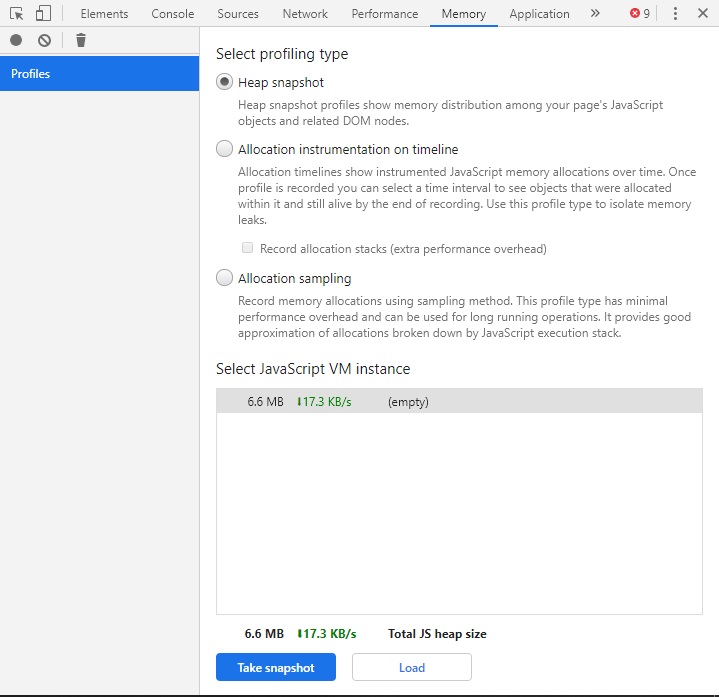 Elements Console Sources Network Performance Memory Application » 9
Profiles
Select profiling type
Heap snapshot
Heap snapshot profiles show memory distribution among your page's JavaScript
objects and related DOM nodes.
Allocation instrumentation on timeline
Allocation timelines show instrumented JavaScript memory allocations over time. Once
profile is recorded you can select a time interval to see objects that were allocated
within it and still alive by the end of recording. Use this profile type to isolate memory
leaks.
Record allocation stacks (extra performance overhead)
Allocation sampling
Record memory allocations using sampling method. This profile type has minimal
performance overhead and can be used for long running operations. It provides good
approximation of allocations broken down by JavaScript execution stack.
Select JavaScript VM instance
6.6 MB ⬇17.3 KB/s (empty)
6.6 MB ⬇17.3 KB/s Total JS heap size
Take snapshot Load